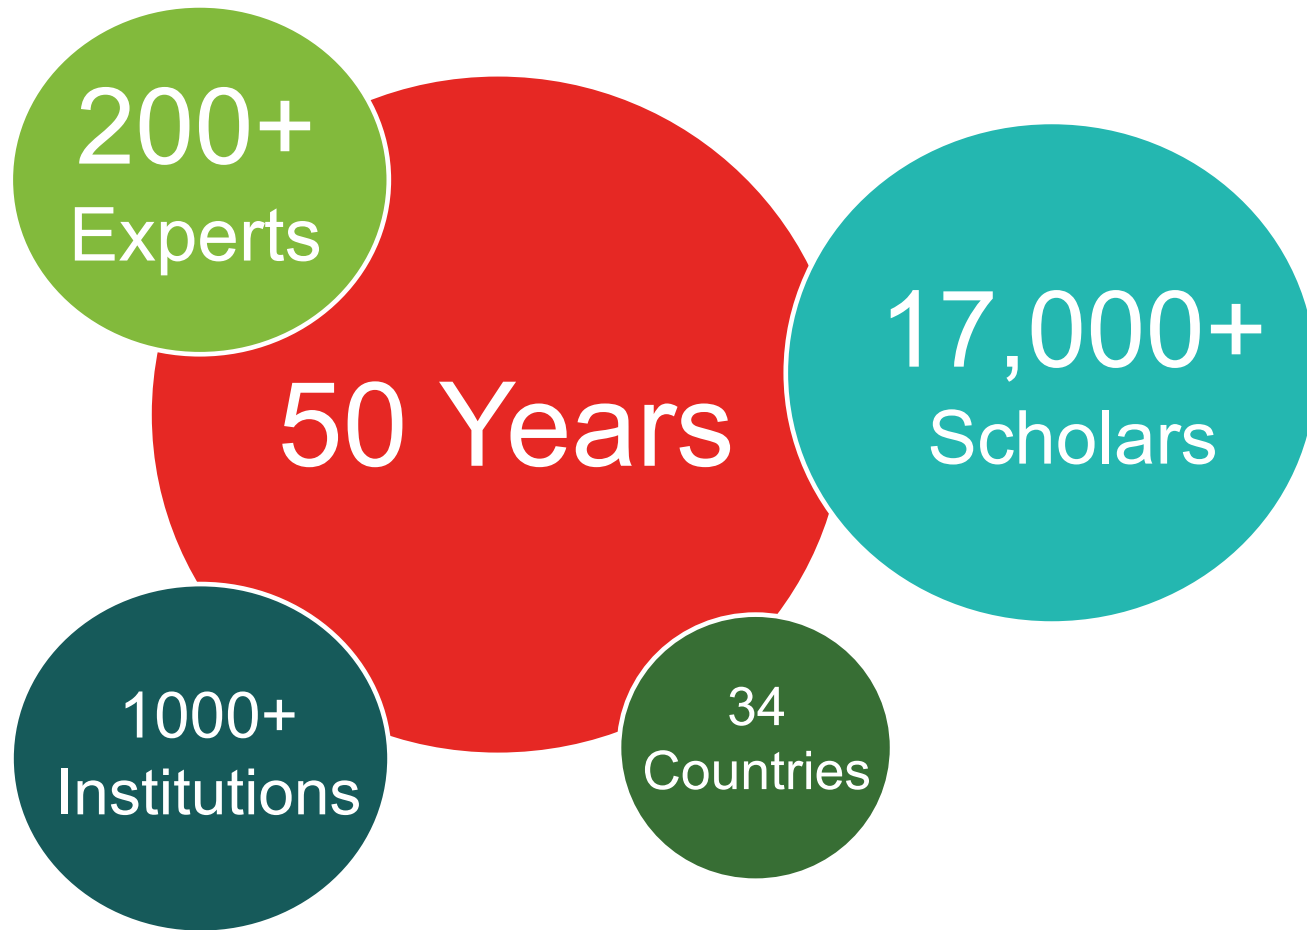 200+
Experts
50 Years
17,000+
Scholars
1000+
Institutions
34
Countries